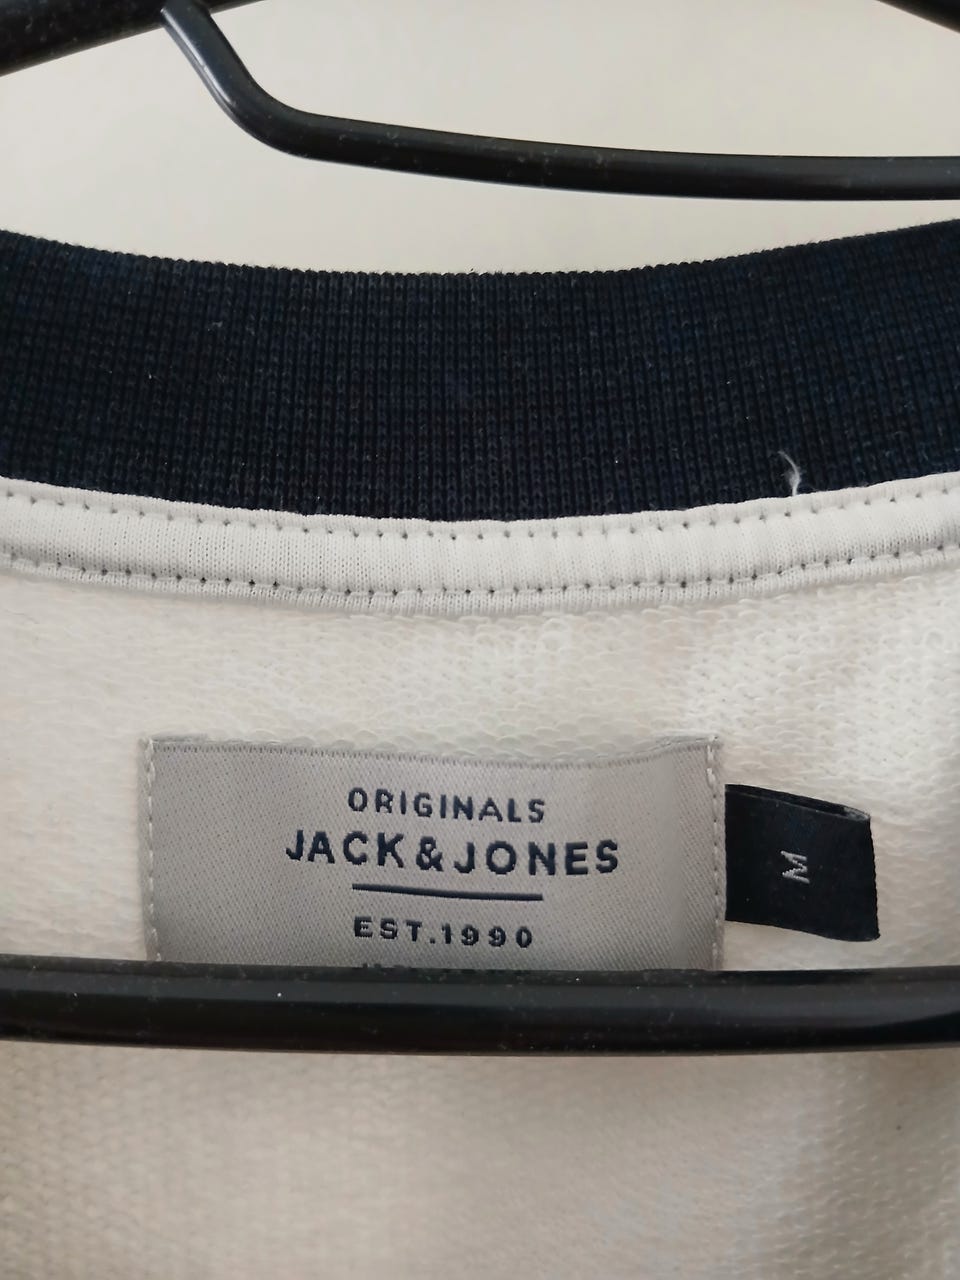 ORIGINALS
JACK & JONES
EST.1990
M